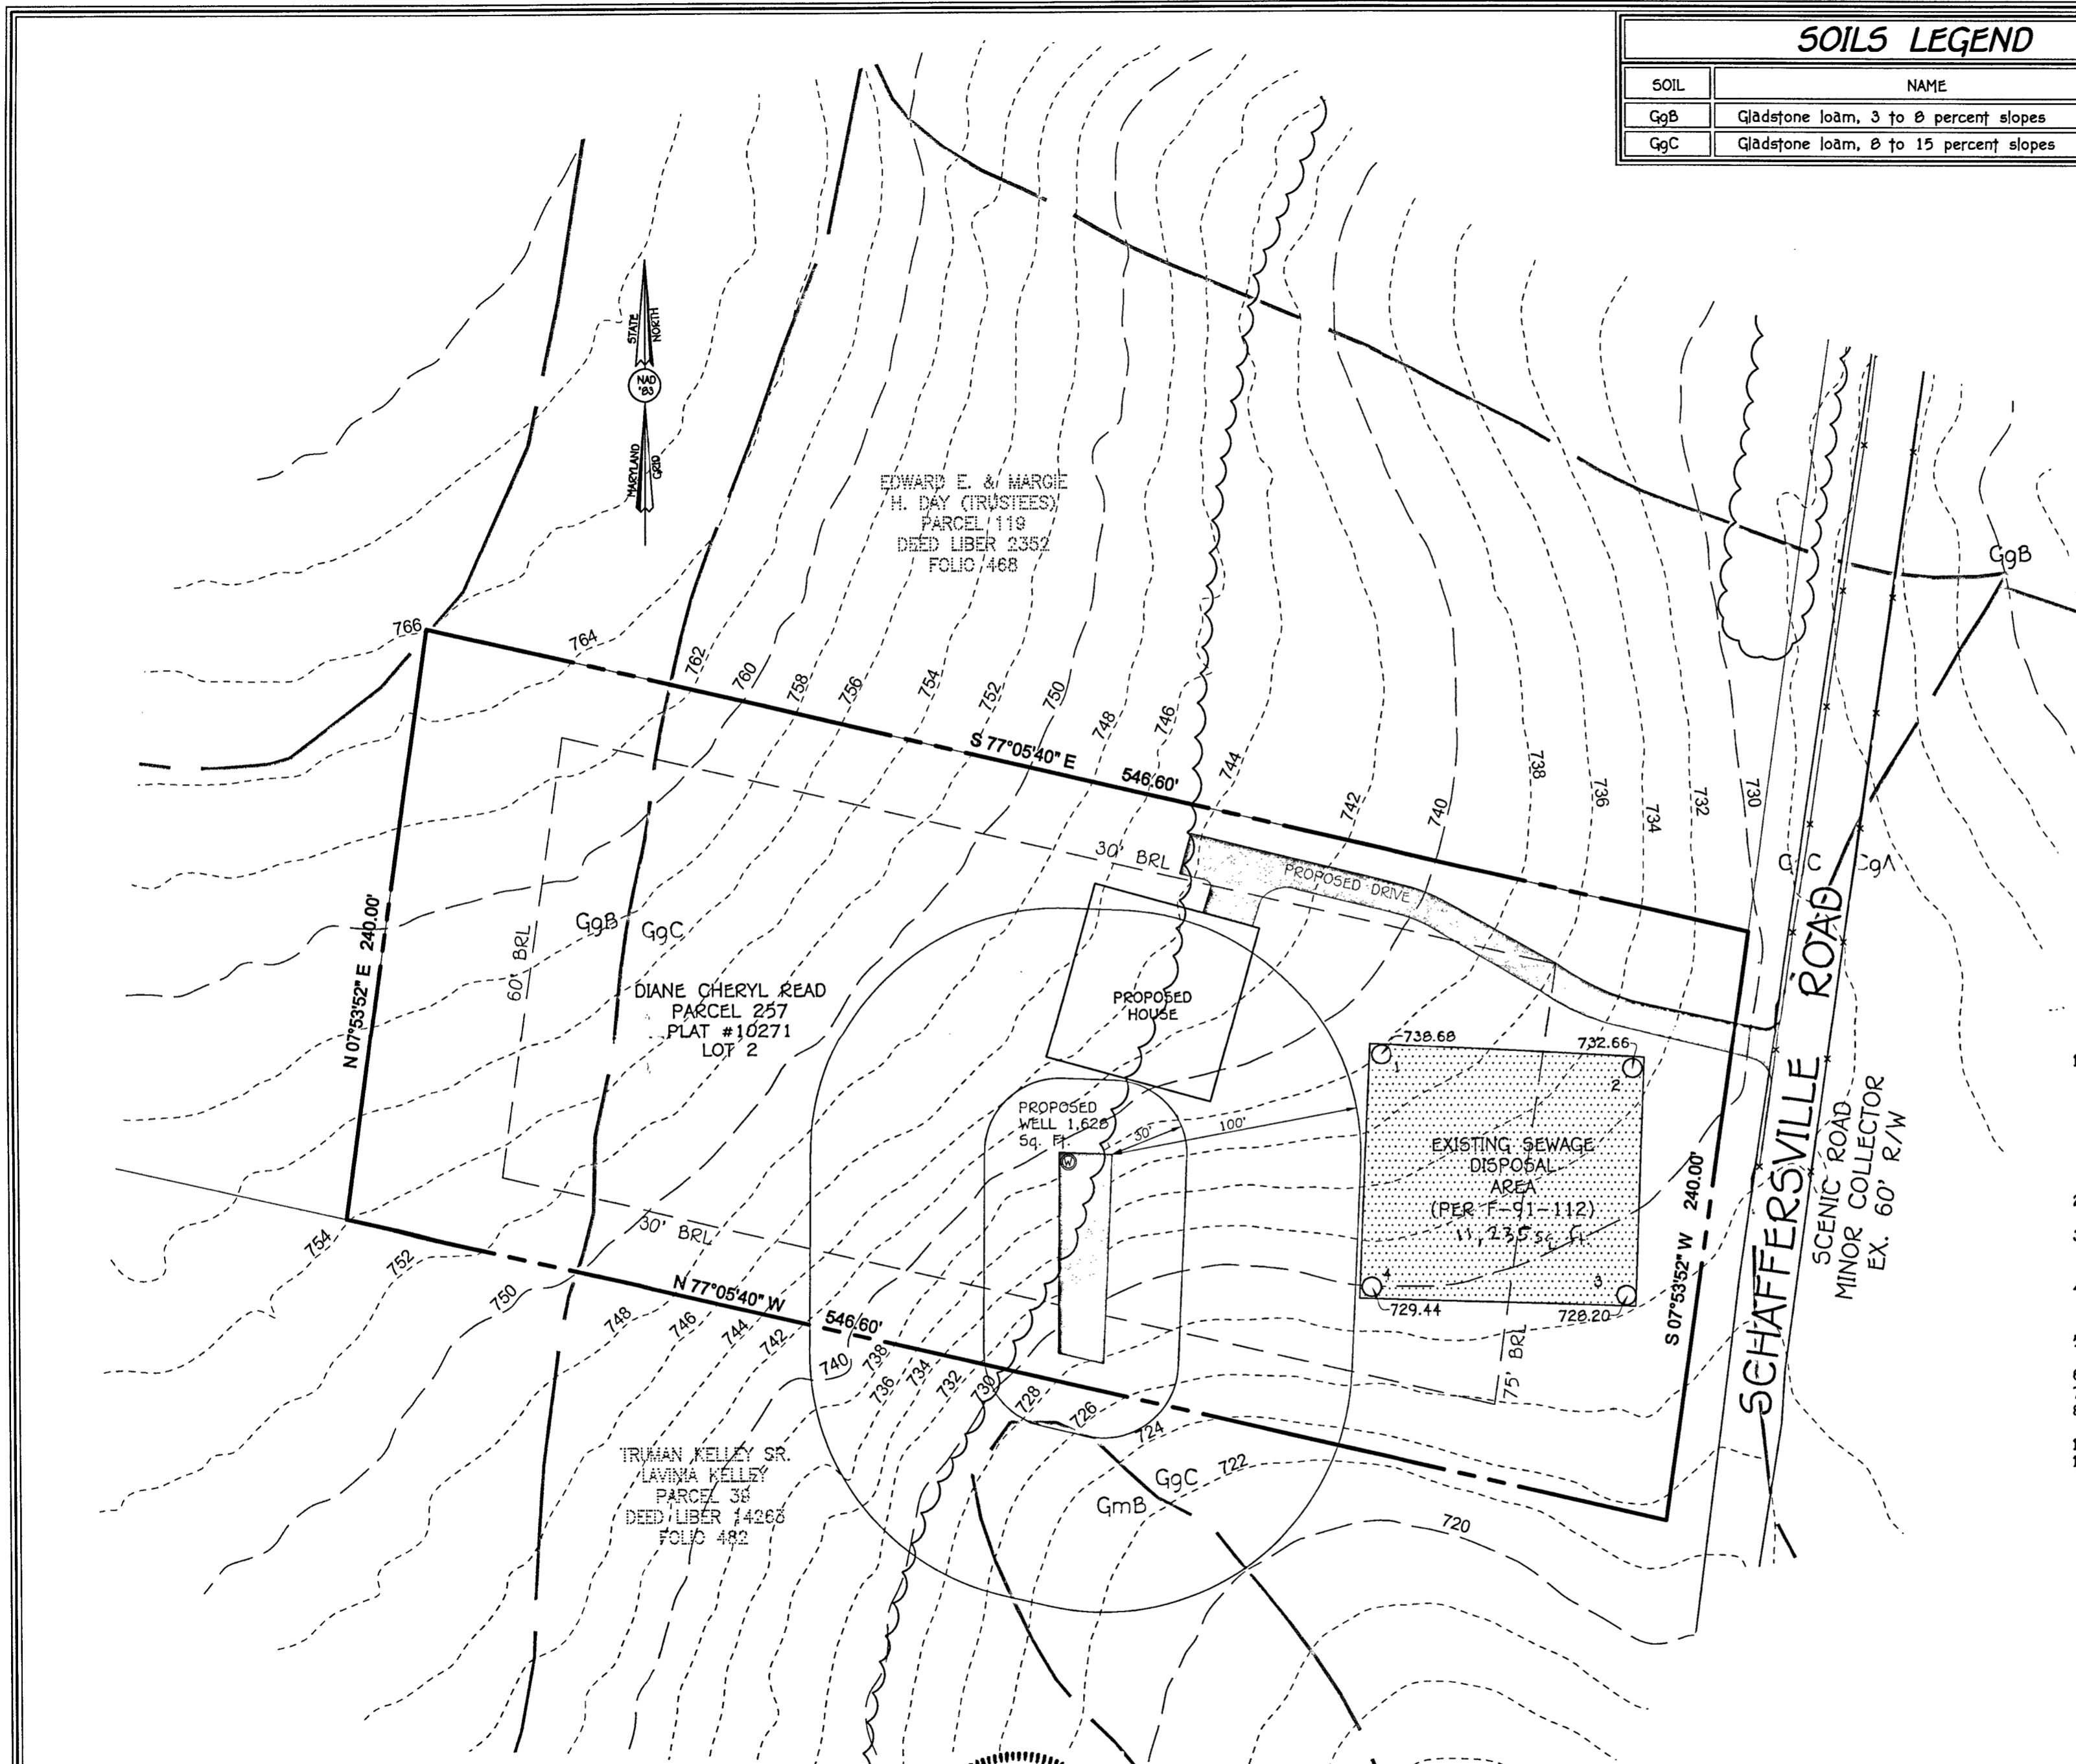 SOILS LEGEND
SOIL NAME
GgB Gladstone loam, 3 to 8 percent slopes
GgC Gladstone loam, 8 to 15 percent slopes
STATE NORTH
NAD '83
MARYLAND GRID
EDWARD E. & MARGIE
H. DAY (TRUSTEES)
PARCEL 119
DEED LIBER 2352
FOLIO 468
GgB
766
764
762
760
758
756
754
752
750
748
746
744
742
740
738
736
734
732
730
S 77°05'40" E 546.60'
30' BRL
PROPOSED DRIVE
N 07°53'52" E 240.00'
60' BRL
GgB
GgC
DIANE CHERYL READ
PARCEL 257
PLAT #10271
LOT 2
PROPOSED
HOUSE
PROPOSED
WELL 1,628
Sq. Ft.
W
30'
100'
738.68
1
732.66
2
EXISTING SEWAGE
DISPOSAL
AREA
(PER F-91-112)
11,235 sq. ft.
4
729.44
3
728.20
75' BRL
S 07°53'52" W 240.00'
SCHAFFERSVILLE ROAD
SCENIC ROAD
MINOR COLLECTOR
EX. 60' R/W
30' BRL
N 77°05'40" W 546.60'
754
752
750
748
746
744
742
740
738
736
734
732
730
728
726
724
722
720
GgC
GmB
TRUMAN KELLEY SR.
LAVINIA KELLEY
PARCEL 39
DEED LIBER 14263
FOLIO 482